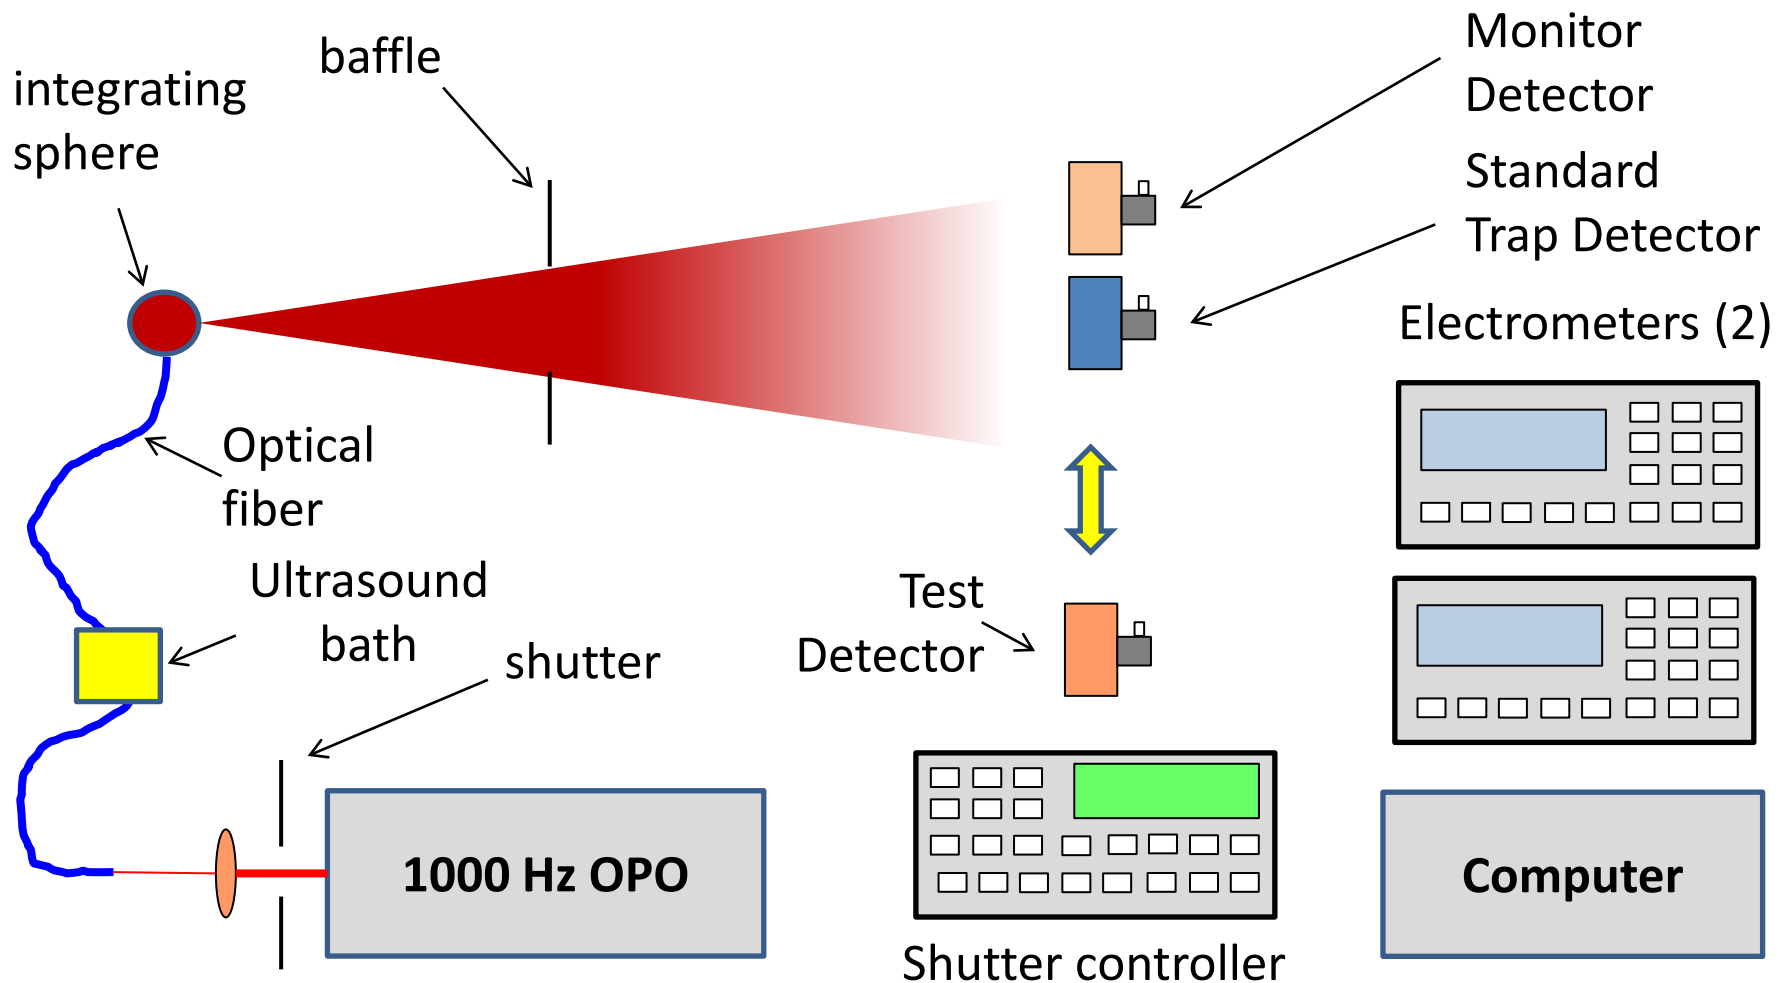 baffle
integrating
sphere
Monitor
Detector
Standard
Trap Detector
Electrometers (2)
Optical
fiber
Ultrasound
bath
shutter
Test
Detector
1000 Hz OPO
Computer
Shutter controller